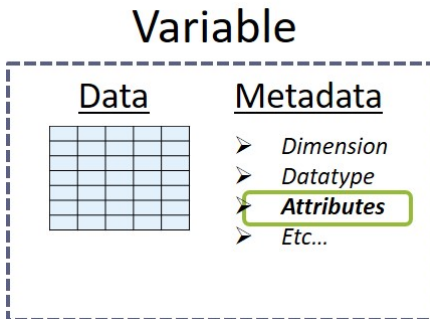 Variable
Data
Metadata
➢ Dimension
➢ Datatype
➢ Attributes
➢ Etc...